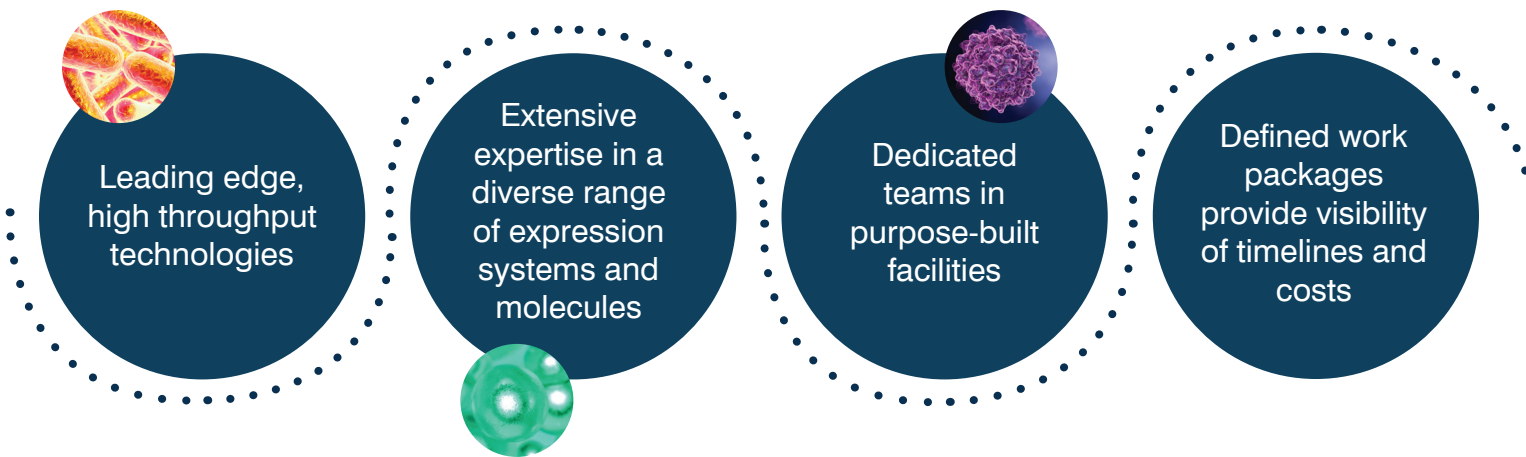 Leading edge,
high throughput
technologies
Extensive
expertise in a
diverse range
of expression
systems and
molecules
Dedicated
teams in
purpose-built
facilities
Defined work
packages
provide visibility
of timelines and
costs